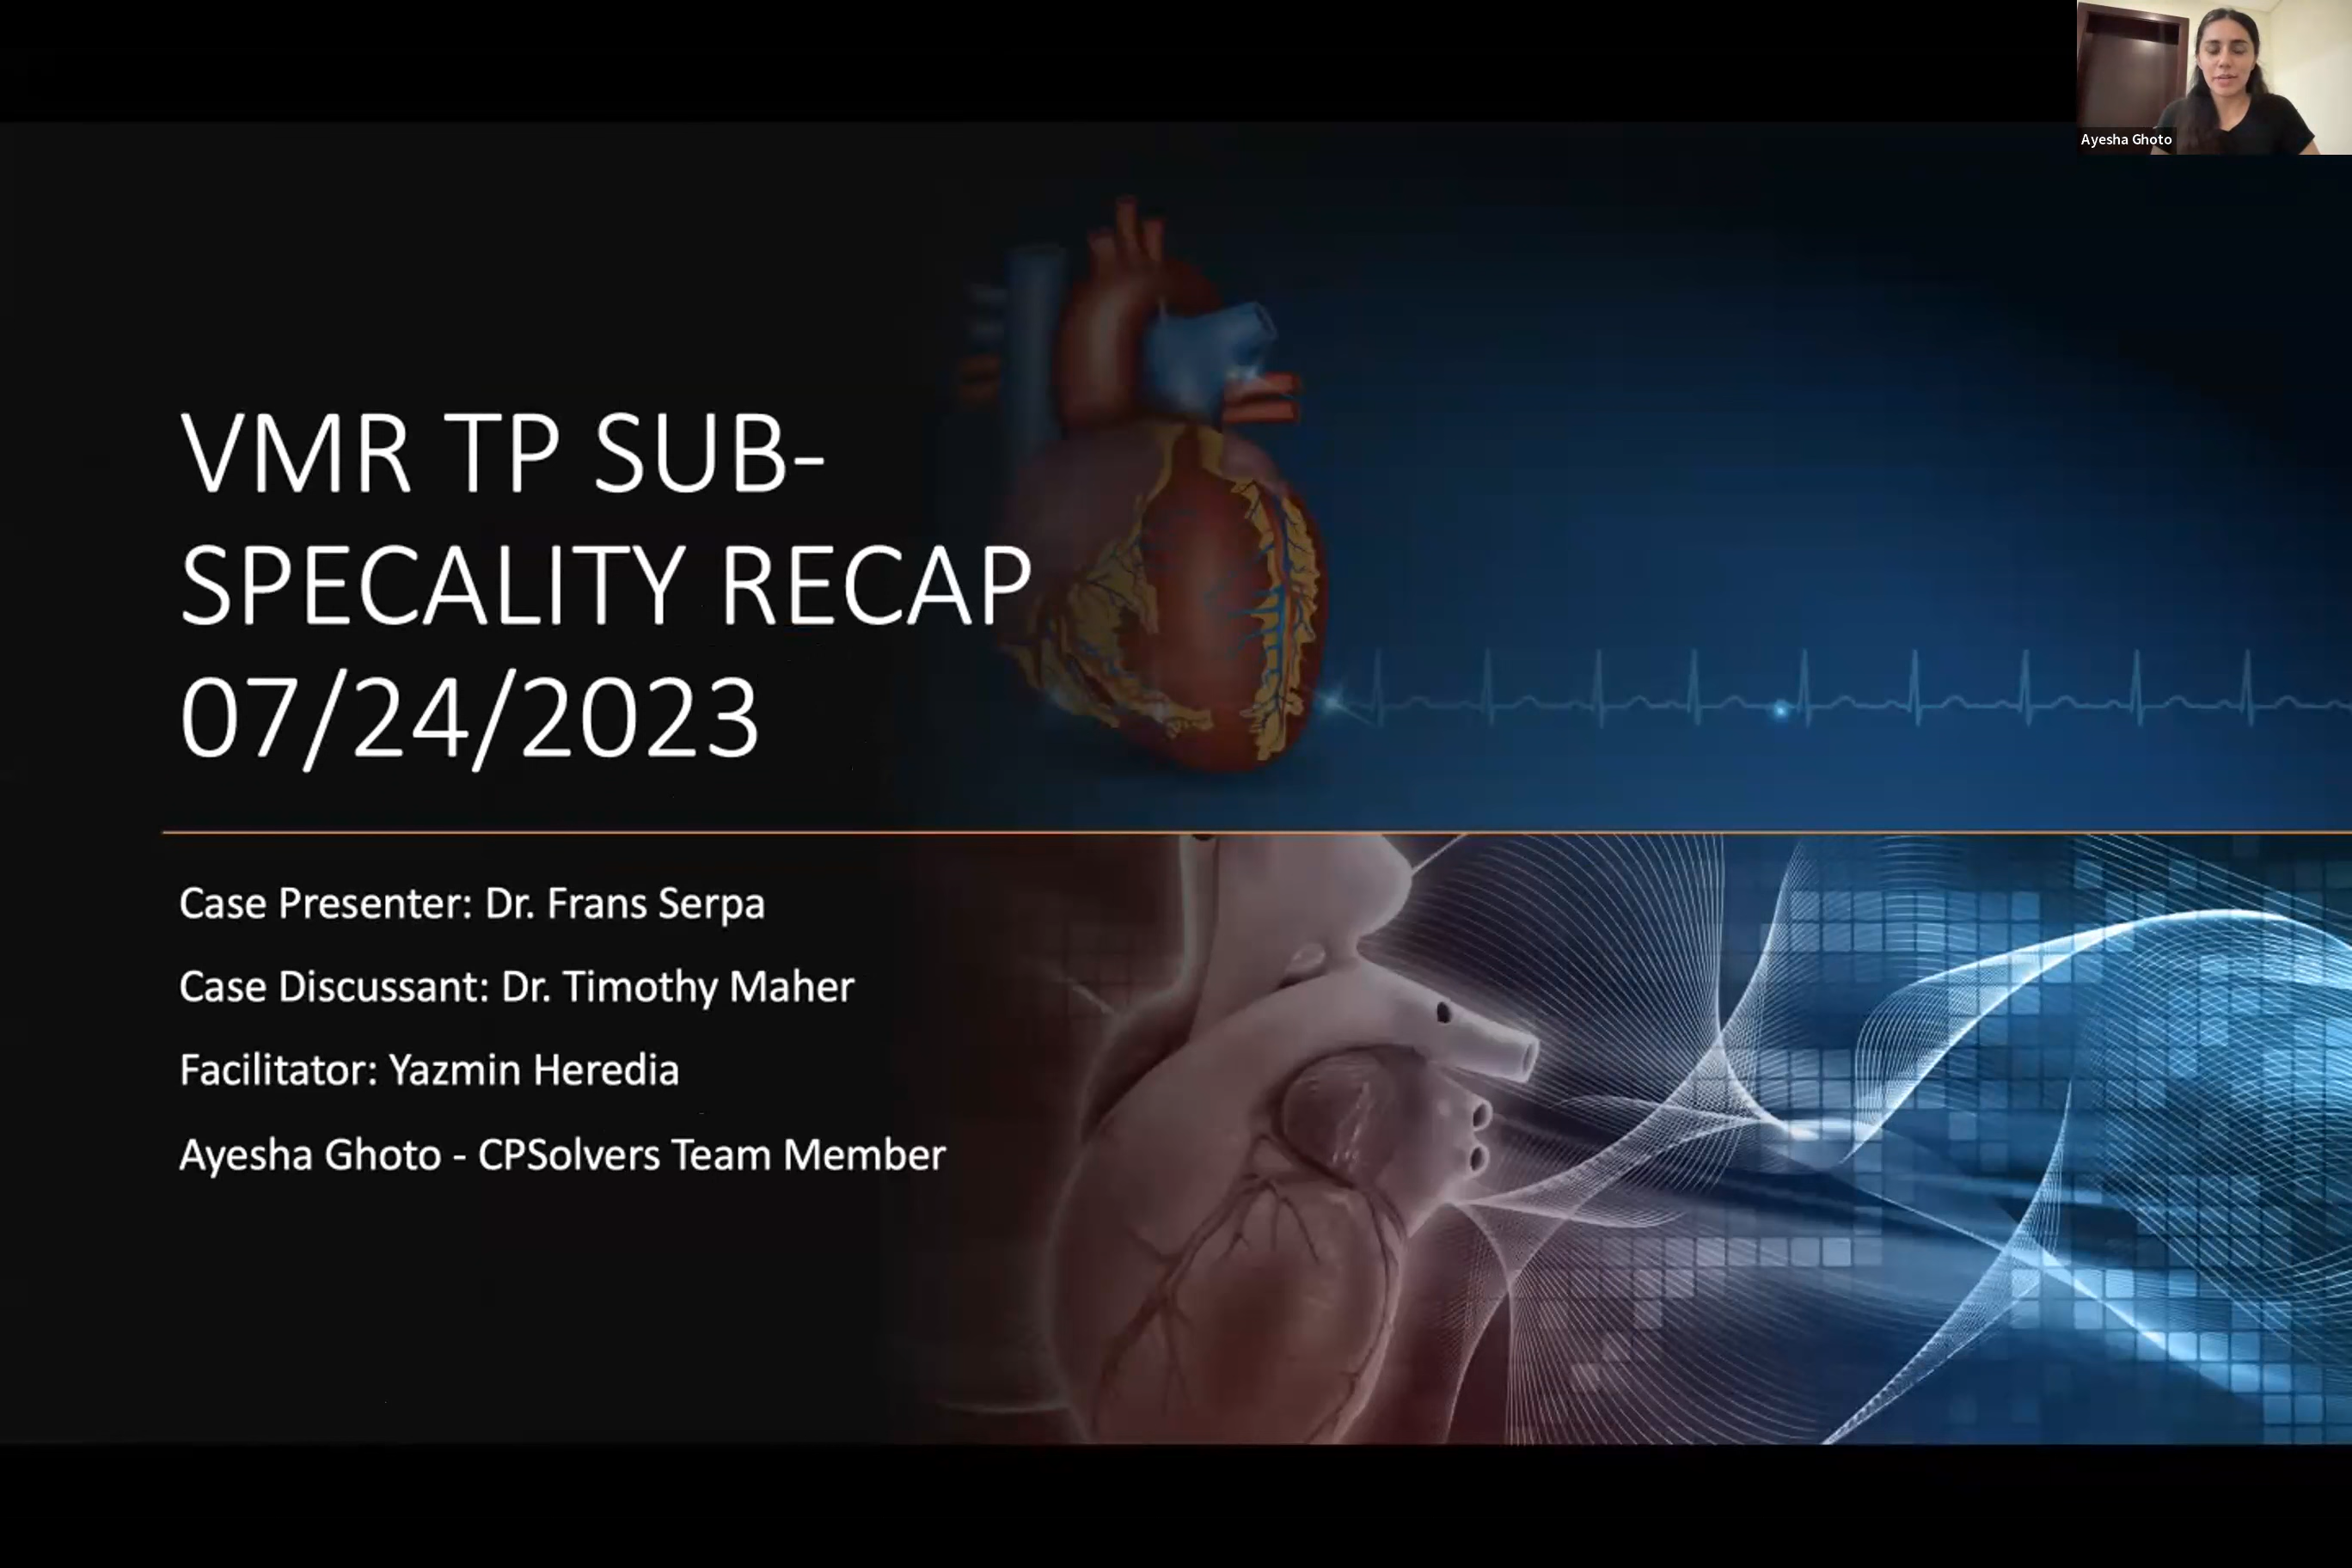 Ayesha Ghoto
VMR TP SUB-
SPECALITY RECAP
07/24/2023
Case Presenter: Dr. Frans Serpa
Case Discussant: Dr. Timothy Maher
Facilitator: Yazmin Heredia
Ayesha Ghoto - CPSolvers Team Member